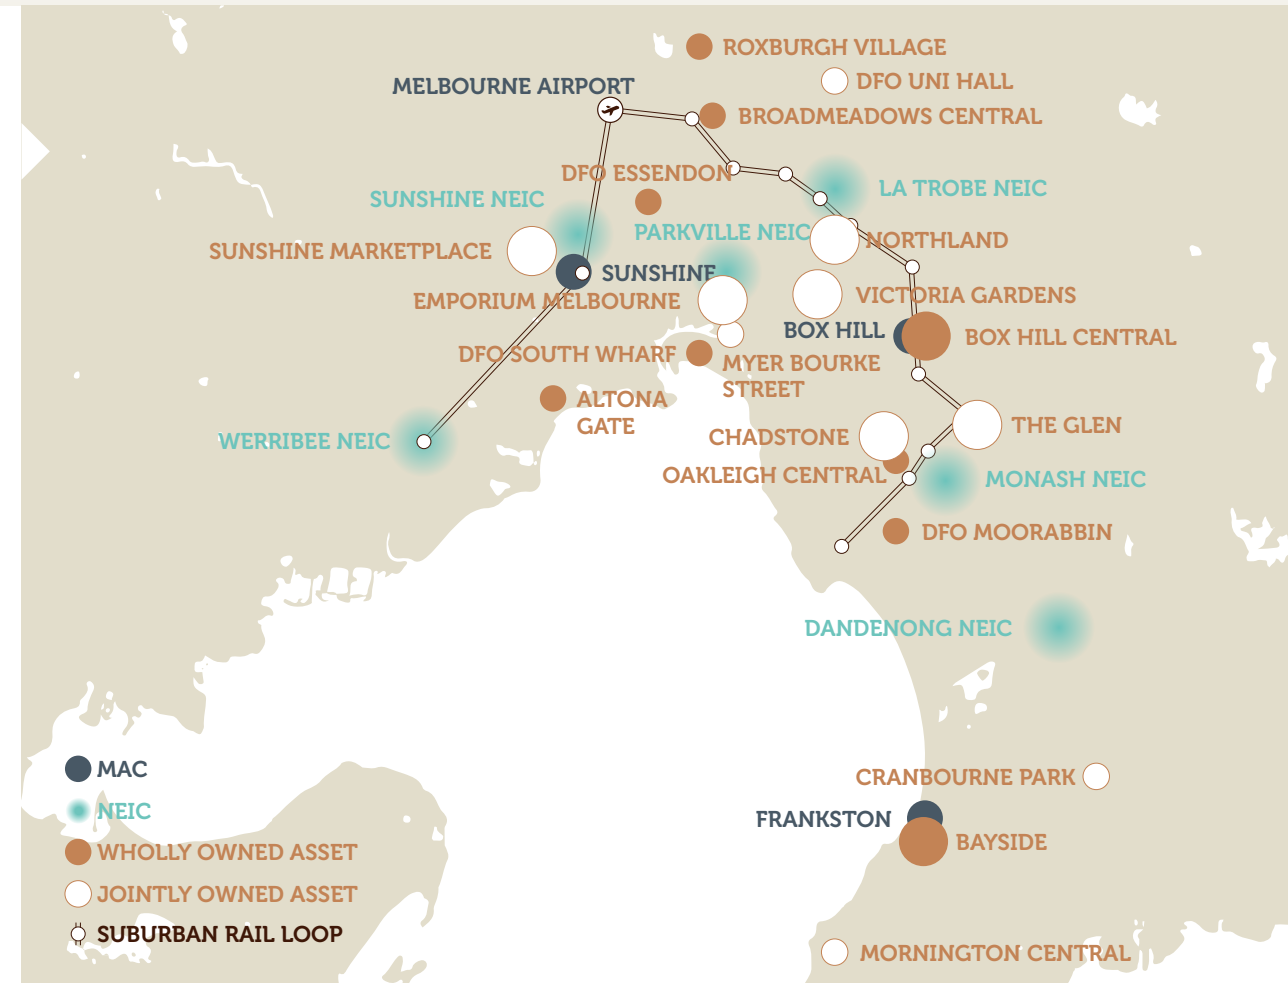 ROXBURGH VILLAGE
DFO UNI HALL
MELBOURNE AIRPORT
BROADMEADOWS CENTRAL
DFO ESSENDON
LA TROBE NEIC
SUNSHINE NEIC
PARKVILLE NEIC
NORTHLAND
SUNSHINE MARKETPLACE
SUNSHINE
EMPORIUM MELBOURNE
VICTORIA GARDENS
BOX HILL
BOX HILL CENTRAL
DFO SOUTH WHARF
MYER BOURKE
STREET
ALTONA
GATE
THE GLEN
CHADSTONE
WERRIBEE NEIC
OAKLEIGH CENTRAL
MONASH NEIC
DFO MOORABBIN
DANDENONG NEIC
MAC
CRANBOURNE PARK
NEIC
FRANKSTON
BAYSIDE
WHOLLY OWNED ASSET
JOINTLY OWNED ASSET
SUBURBAN RAIL LOOP
MORNINGTON CENTRAL